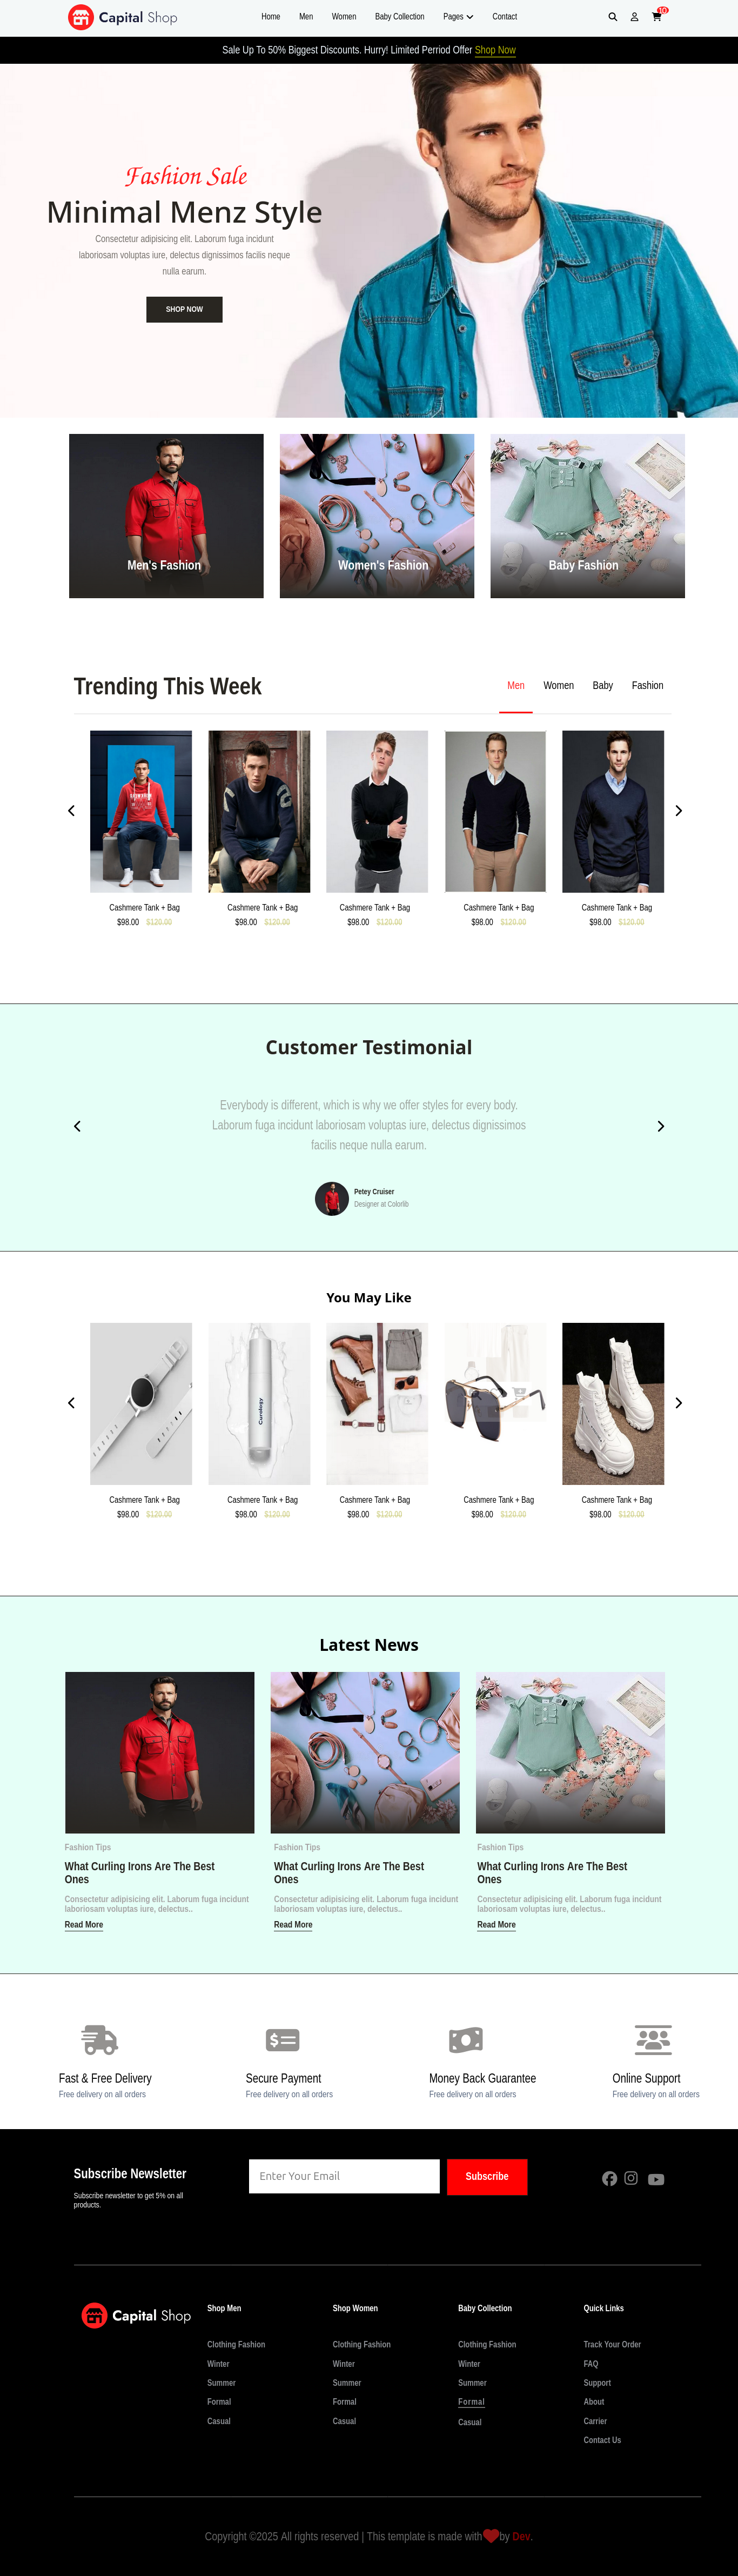 Capital Shop
Home Men Women Baby Collection Pages Contact
10
Sale Up To 50% Biggest Discounts. Hurry! Limited Perriod Offer Shop Now
Fashion Sale
Minimal Menz Style
Consectetur adipisicing elit. Laborum fuga incidunt
laboriosam voluptas iure, delectus dignissimos facilis neque
nulla earum.
SHOP NOW
Men's Fashion
Women's Fashion
Baby Fashion
Trending This Week
Men Women Baby Fashion
Cashmere Tank + Bag Cashmere Tank + Bag Cashmere Tank + Bag Cashmere Tank + Bag Cashmere Tank + Bag
$98.00 $120.00 $98.00 $120.00 $98.00 $120.00 $98.00 $120.00 $98.00 $120.00
Customer Testimonial
Everybody is different, which is why we offer styles for every body.
Laborum fuga incidunt laboriosam voluptas iure, delectus dignissimos
facilis neque nulla earum.
Petey Cruiser
Designer at Colorlib
You May Like
Curology
Cashmere Tank + Bag Cashmere Tank + Bag Cashmere Tank + Bag Cashmere Tank + Bag Cashmere Tank + Bag
$98.00 $120.00 $98.00 $120.00 $98.00 $120.00 $98.00 $120.00 $98.00 $120.00
Latest News
Fashion Tips
What Curling Irons Are The Best
Ones
Consectetur adipisicing elit. Laborum fuga incidunt
laboriosam voluptas iure, delectus..
Read More
Fashion Tips
What Curling Irons Are The Best
Ones
Consectetur adipisicing elit. Laborum fuga incidunt
laboriosam voluptas iure, delectus..
Read More
Fashion Tips
What Curling Irons Are The Best
Ones
Consectetur adipisicing elit. Laborum fuga incidunt
laboriosam voluptas iure, delectus..
Read More
Fast & Free Delivery
Free delivery on all orders
Secure Payment
Free delivery on all orders
Money Back Guarantee
Free delivery on all orders
Online Support
Free delivery on all orders
Subscribe Newsletter
Subscribe newsletter to get 5% on all
products.
Enter Your Email
Subscribe
Capital Shop
Shop Men
Clothing Fashion
Winter
Summer
Formal
Casual
Shop Women
Clothing Fashion
Winter
Summer
Formal
Casual
Baby Collection
Clothing Fashion
Winter
Summer
Formal
Casual
Quick Links
Track Your Order
FAQ
Support
About
Carrier
Contact Us
Copyright ©2025 All rights reserved | This template is made with by Dev.